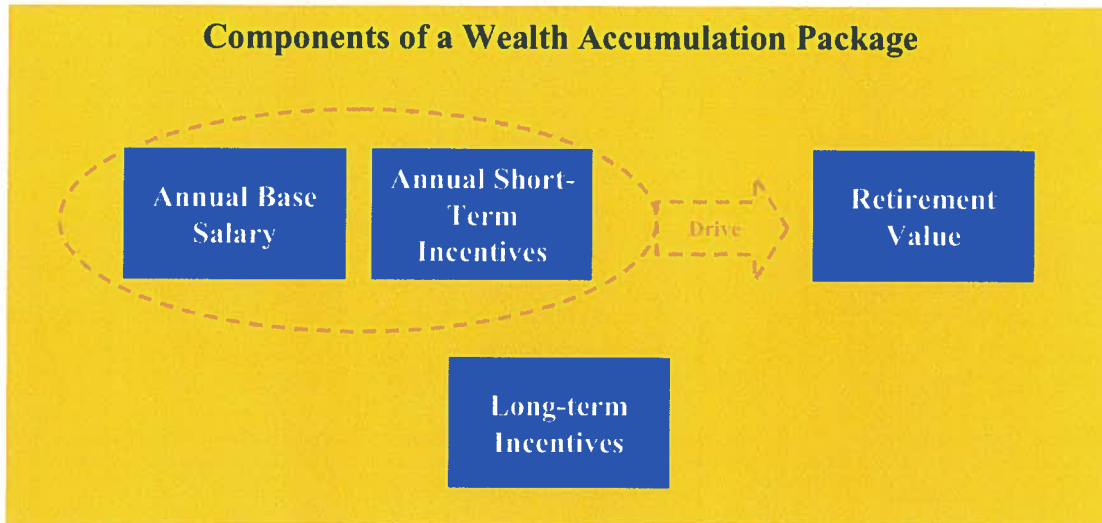 Components of a Wealth Accumulation Package
Annual Base
Salary
Annual Short-
Term
Incentives
Drive
Retirement
Value
Long-term
Incentives